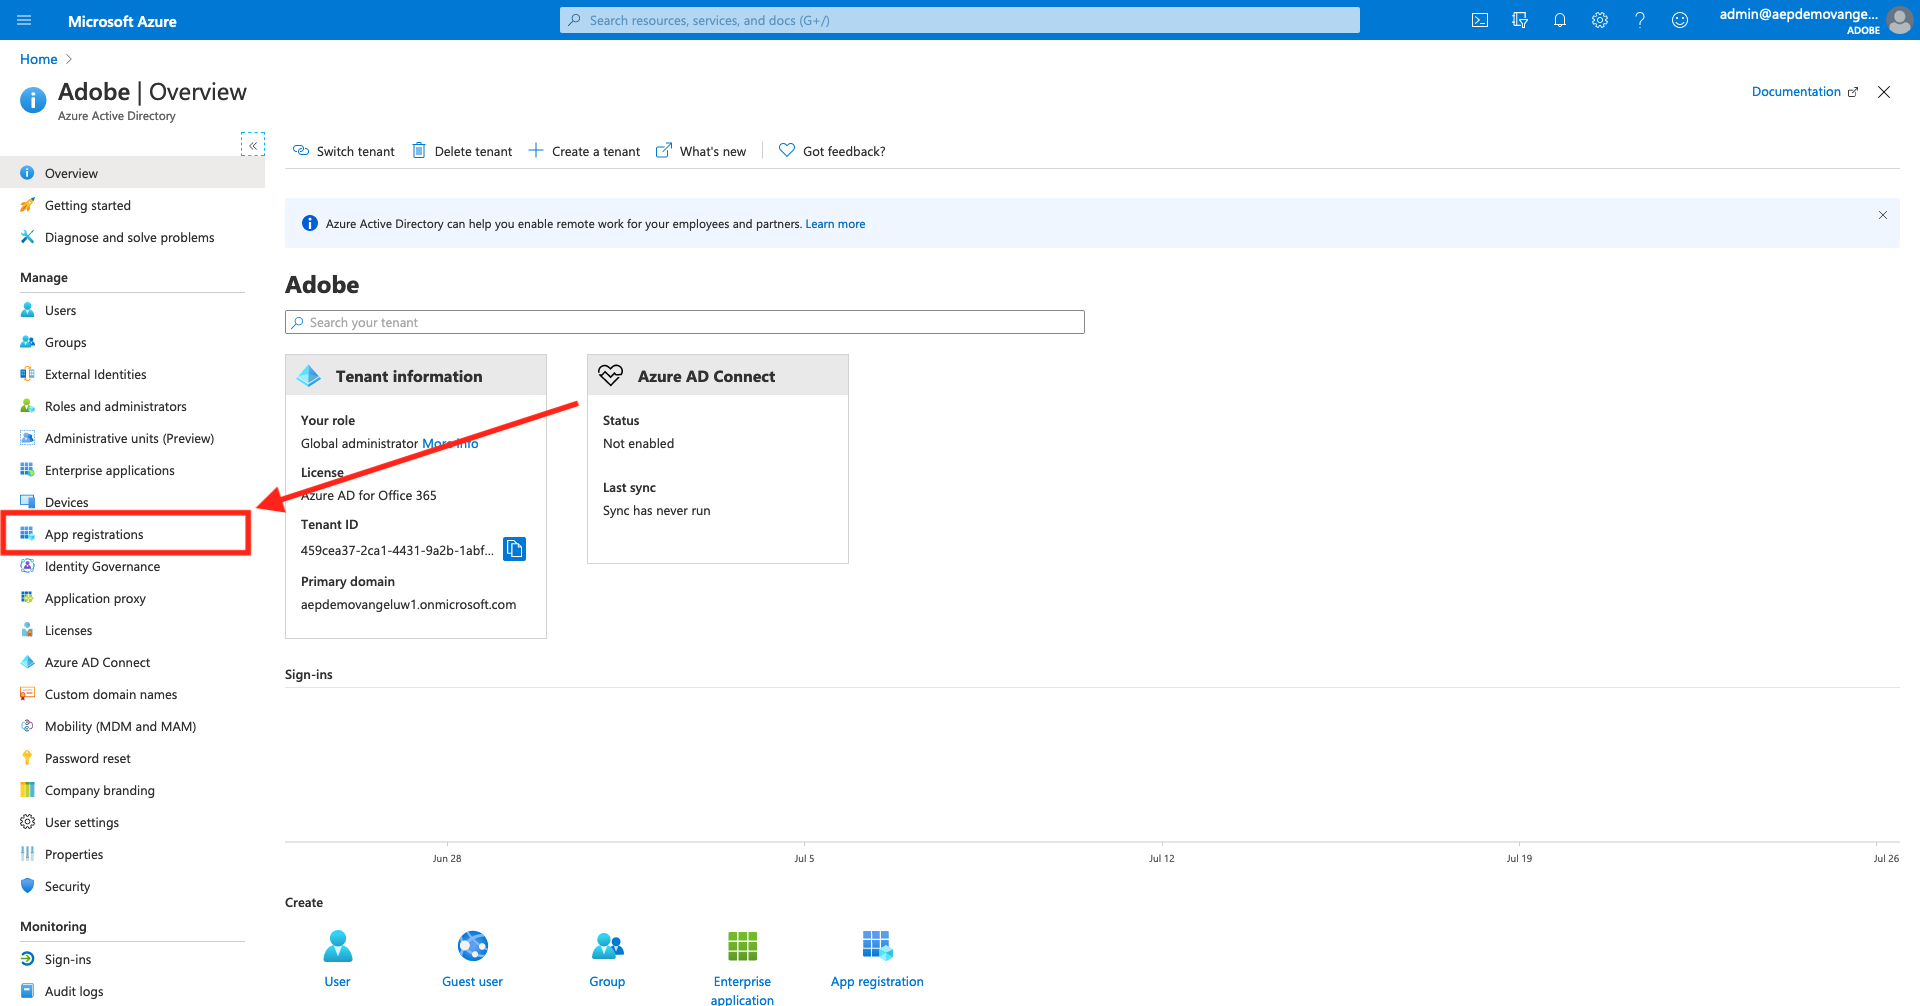 Microsoft Azure
Search resources, services, and docs (G+/)
admin@aepdemovange...
ADOBE
Home
Adobe | Overview
Azure Active Directory
Documentation
«
Switch tenant
Delete tenant
Create a tenant
What's new
Got feedback?
Overview
Getting started
Diagnose and solve problems
Manage
Users
Groups
External Identities
Roles and administrators
Administrative units (Preview)
Enterprise applications
Devices
App registrations
Identity Governance
Application proxy
Licenses
Azure AD Connect
Custom domain names
Mobility (MDM and MAM)
Password reset
Company branding
User settings
Properties
Security
Monitoring
Sign-ins
Audit logs
Azure Active Directory can help you enable remote work for your employees and partners. Learn more
Adobe
Search your tenant
Tenant information
Your role
Global administrator More info
License
Azure AD for Office 365
Tenant ID
459cea37-2ca1-4431-9a2b-1abf...
Primary domain
aepdemovangeluw1.onmicrosoft.com
Azure AD Connect
Status
Not enabled
Last sync
Sync has never run
Sign-ins
Jun 28
Jul 5
Jul 12
Jul 19
Jul 26
Create
User
Guest user
Group
Enterprise
application
App registration